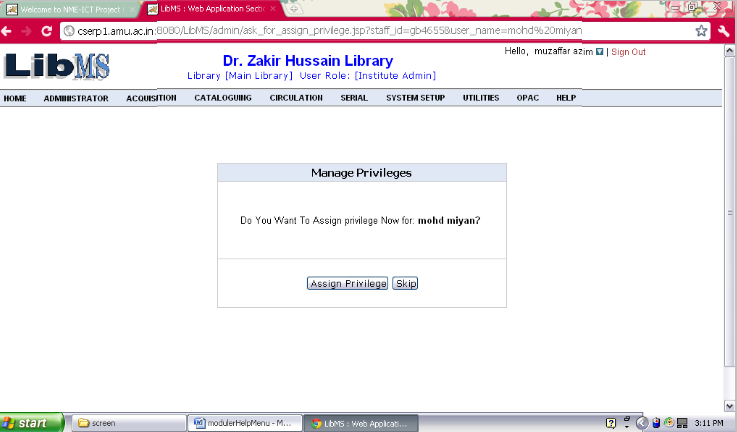 Welcome to NME-ICT Project
LibMS : Web Application Sectio
cserp1.amu.ac.in:8080/LibMS/admin/ask_for_assign_privilege.jsp?staff_id=gb4655&user_name=mohd%20miyan
LibMS
Dr. Zakir Hussain Library
Hello, muzaffar azim | Sign Out
Library [Main Library] User Role: [Institute Admin]
HOME ADMINISTRATOR ACQUISITION CATALOGUING CIRCULATION SERIAL SYSTEM SETUP UTILITIES OPAC HELP
Manage Privileges
Do You Want To Assign privilege Now for: mohd miyan?
Assign Privilege Skip
start screen modulerHelpMenu - M... LibMS : Web Applicati... 3:11 PM